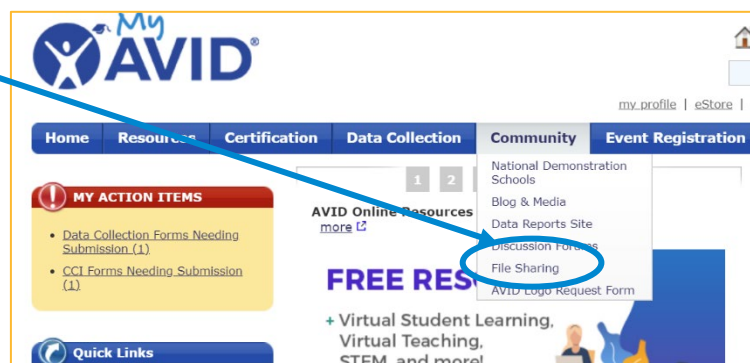 My
AVID®
my profile | eStore |
Home Resources Certification Data Collection Community Event Registration
National Demonstration
Schools
Blog & Media
Data Reports Site
Discussion Forums
File Sharing
AVID Logo Request Form
MY ACTION ITEMS
Data Collection Forms Needing
Submission (1)
CCI Forms Needing Submission
(1)
Quick Links
1 2
AVID Online Resources
more
FREE RES
+ Virtual Student Learning,
Virtual Teaching,
STEM, and more!